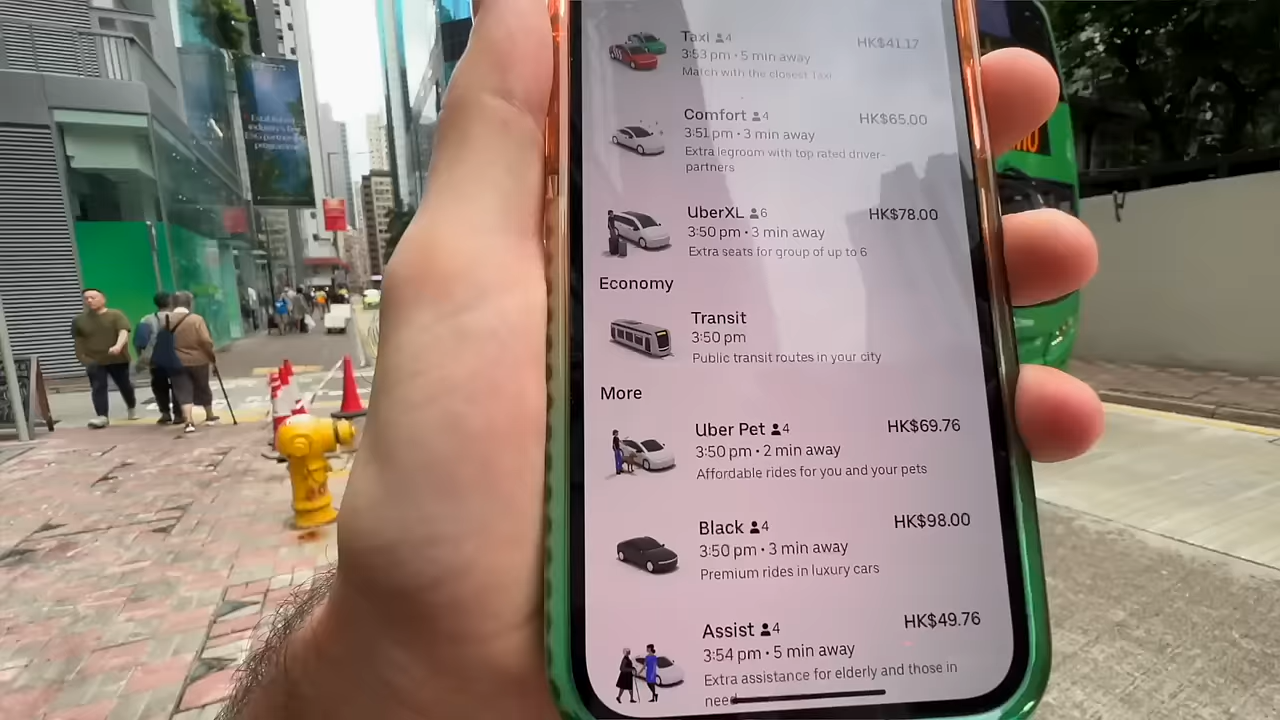 Taxi 4
HK$41.17
3:53 pm • 5 min away
Match with the closest taxi
Comfort 4
HK$65.00
3:51 pm • 3 min away
Extra legroom with top rated driver-
partners
UberXL 6
HK$78.00
3:50 pm • 3 min away
Extra seats for group of up to 6
Economy
Transit
3:50 pm
Public transit routes in your city
More
Uber Pet 4
HK$69.76
3:50 pm • 2 min away
Affordable rides for you and your pets
Black 4
HK$98.00
3:50 pm • 3 min away
Premium rides in luxury cars
Assist 4
HK$49.76
3:54 pm • 5 min away
Extra assistance for elderly and those in
need